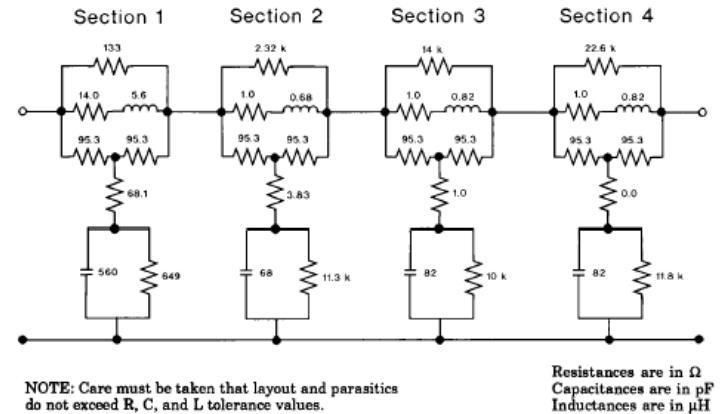 Section 1 Section 2 Section 3 Section 4
133 2.32 k 14 k 22.6 k
14.0 5.6 1.0 0.68 1.0 0.82 1.0 0.82
95.3 95.3 95.3 95.3 95.3 95.3 95.3 95.3
68.1 3.83 1.0 0.0
560 649 68 11.3 k 82 10 k 82 11.8 k
NOTE: Care must be taken that layout and parasitics
do not exceed R, C, and L tolerance values.
Resistances are in Ω
Capacitances are in pF
Inductances are in μH